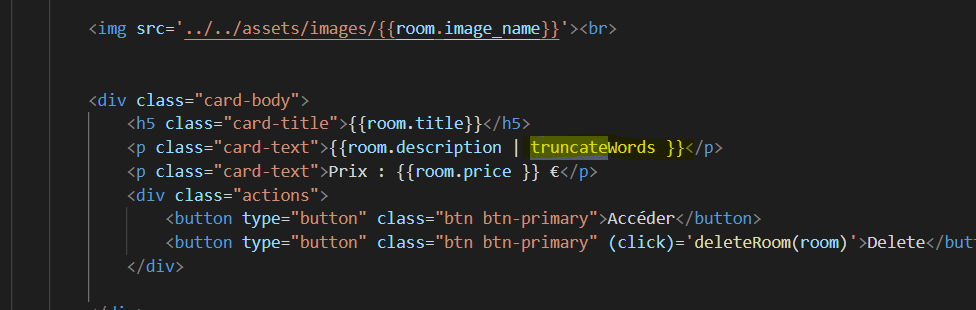 <img src='../../assets/images/{{room.image_name}}'><br>
<div class="card-body">
<h5 class="card-title">{{room.title}}</h5>
<p class="card-text">{{room.description | truncateWords }}</p>
<p class="card-text">Prix : {{room.price }} €</p>
<div class="actions">
<button type="button" class="btn btn-primary">Accéder</button>
<button type="button" class="btn btn-primary" (click)='deleteRoom(room)'>Delete</butt
</div>